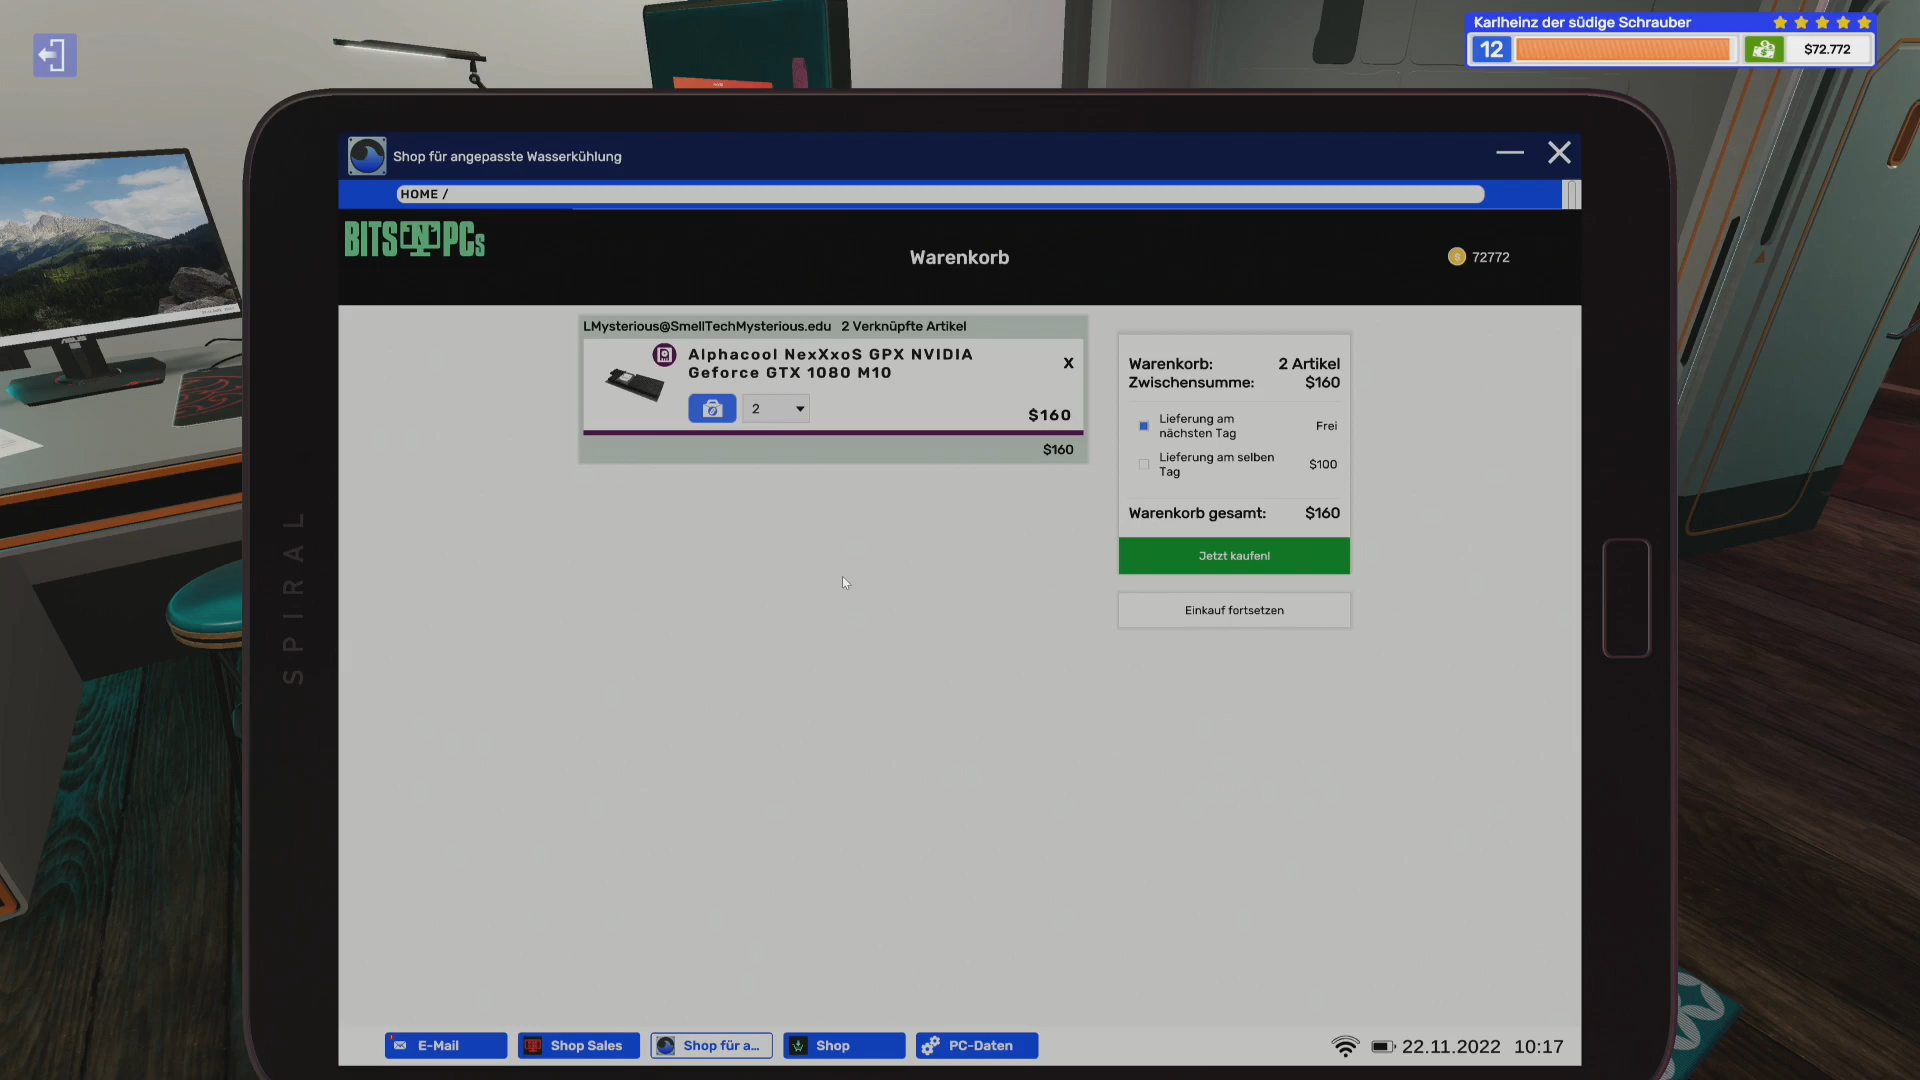 Karlheinz der südige Schrauber
12
$72.772
Shop für angepasste Wasserkühlung
HOME /
BITS N PCs
Warenkorb
72772
LMysterious@SmellTechMysterious.edu 2 Verknüpfte Artikel
Alphacool NexXxoS GPX NVIDIA
Geforce GTX 1080 M10
X
2
$160
$160
Warenkorb: 2 Artikel
Zwischensumme: $160
Lieferung am
nächsten Tag
Frei
Lieferung am selben
Tag
$100
Warenkorb gesamt: $160
Jetzt kaufen!
Einkauf fortsetzen
SPIRAL
ASUS
E-Mail
Shop Sales
Shop für a...
Shop
PC-Daten
22.11.2022 10:17